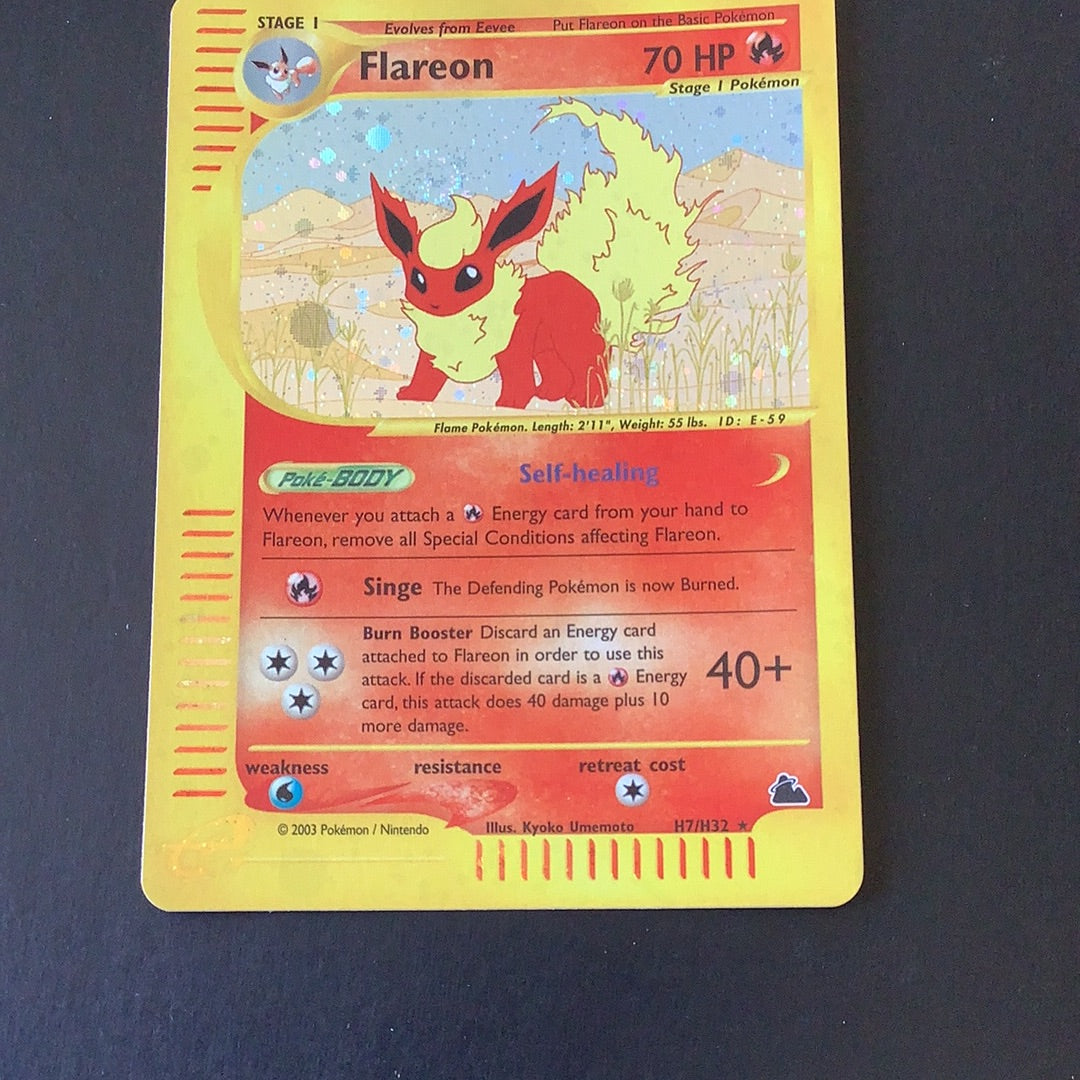 STAGE 1 Evolves from Eevee Put Flareon on the Basic Pokémon
Flareon 70 HP
Stage 1 Pokémon
Flame Pokémon. Length: 2'11", Weight: 55 lbs. ID: E-59
Poké-BODY Self-healing
Whenever you attach a Energy card from your hand to
Flareon, remove all Special Conditions affecting Flareon.
Singe The Defending Pokémon is now Burned.
Burn Booster Discard an Energy card
attached to Flareon in order to use this
attack. If the discarded card is a Energy
card, this attack does 40 damage plus 10
more damage.
40+
weakness resistance retreat cost
© 2003 Pokémon / Nintendo Illus. Kyoko Umemoto H7/H32 ★